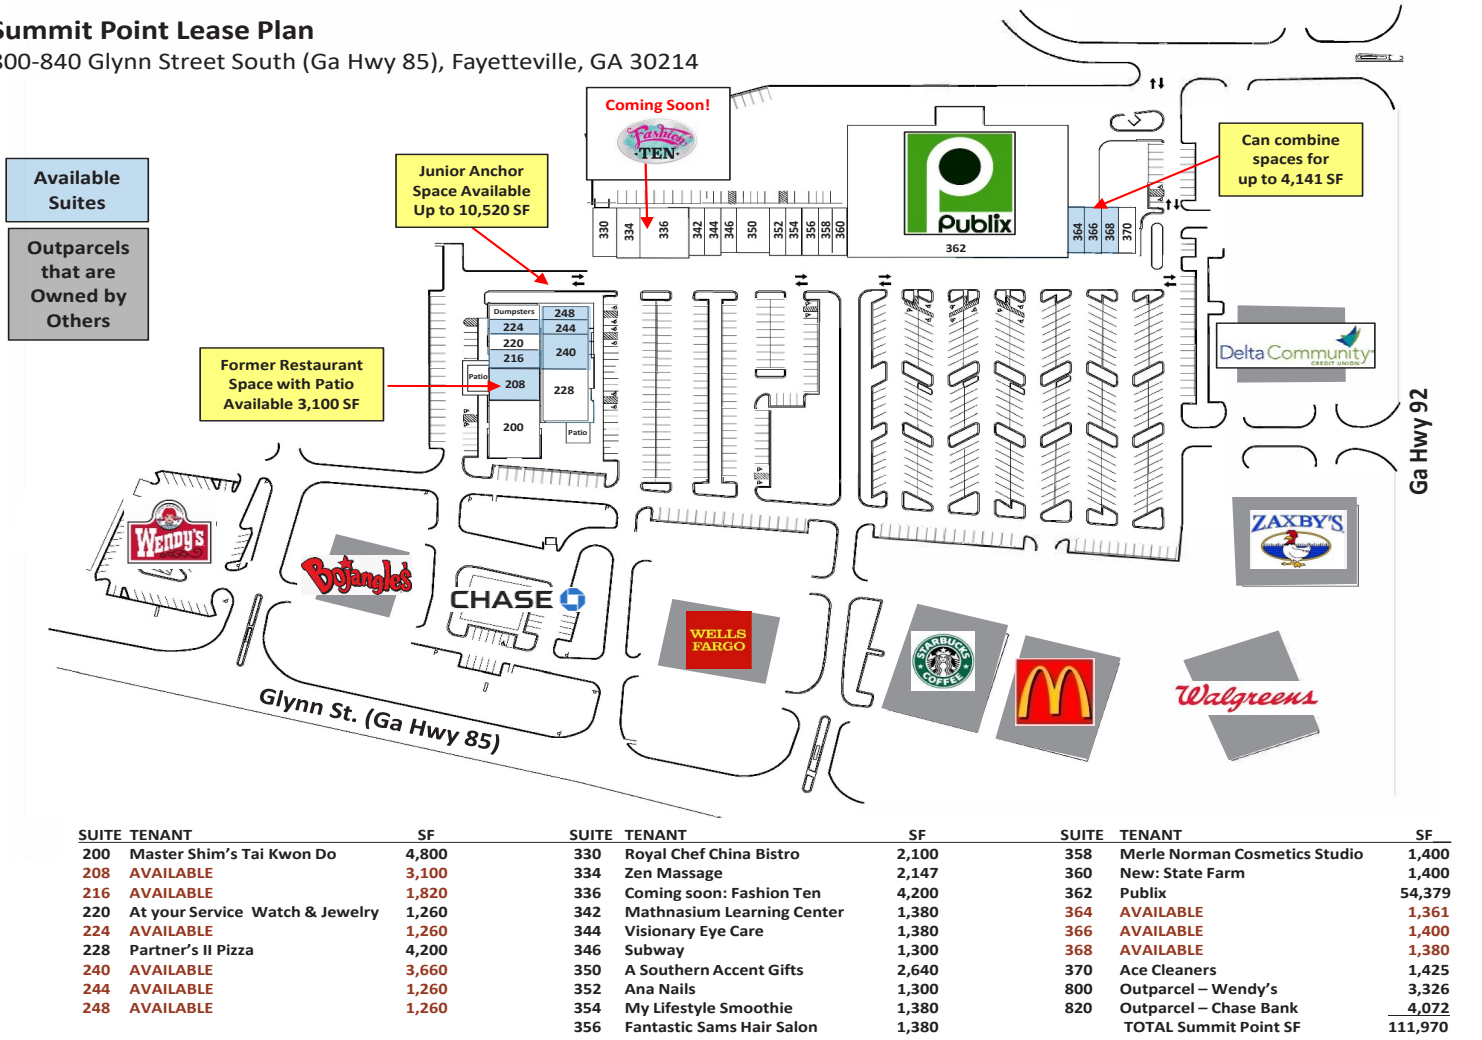 Summit Point Lease Plan
800-840 Glynn Street South (Ga Hwy 85), Fayetteville, GA 30214
Coming Soon!
Fashion
TEN
Available
Suites
Outparcels
that are
Owned by
Others
Junior Anchor
Space Available
Up to 10,520 SF
Can combine
spaces for
up to 4,141 SF
Former Restaurant
Space with Patio
Available 3,100 SF
Publix
330
334
336
342
344
346
350
352
354
356
358
360
362
364
366
368
370
Dumpsters
248
224
244
220
240
216
Patio
208
228
200
Patio
Delta Community
CREDIT UNION
Ga Hwy 92
WENDY'S
Bojangles
CHASE
WELLS
FARGO
STARBUCKS
COFFEE
ZAXBY'S
Walgreens
Glynn St. (Ga Hwy 85)
SUITE TENANT SF
200 Master Shim's Tai Kwon Do 4,800
208 AVAILABLE 3,100
216 AVAILABLE 1,820
220 At your Service Watch & Jewelry 1,260
224 AVAILABLE 1,260
228 Partner's II Pizza 4,200
240 AVAILABLE 3,660
244 AVAILABLE 1,260
248 AVAILABLE 1,260
SUITE TENANT SF
330 Royal Chef China Bistro 2,100
334 Zen Massage 2,147
336 Coming soon: Fashion Ten 4,200
342 Mathnasium Learning Center 1,380
344 Visionary Eye Care 1,380
346 Subway 1,300
350 A Southern Accent Gifts 2,640
352 Ana Nails 1,300
354 My Lifestyle Smoothie 1,380
356 Fantastic Sams Hair Salon 1,380
SUITE TENANT SF
358 Merle Norman Cosmetics Studio 1,400
360 New: State Farm 1,400
362 Publix 54,379
364 AVAILABLE 1,361
366 AVAILABLE 1,400
368 AVAILABLE 1,380
370 Ace Cleaners 1,425
800 Outparcel – Wendy's 3,326
820 Outparcel – Chase Bank 4,072
TOTAL Summit Point SF 111,970